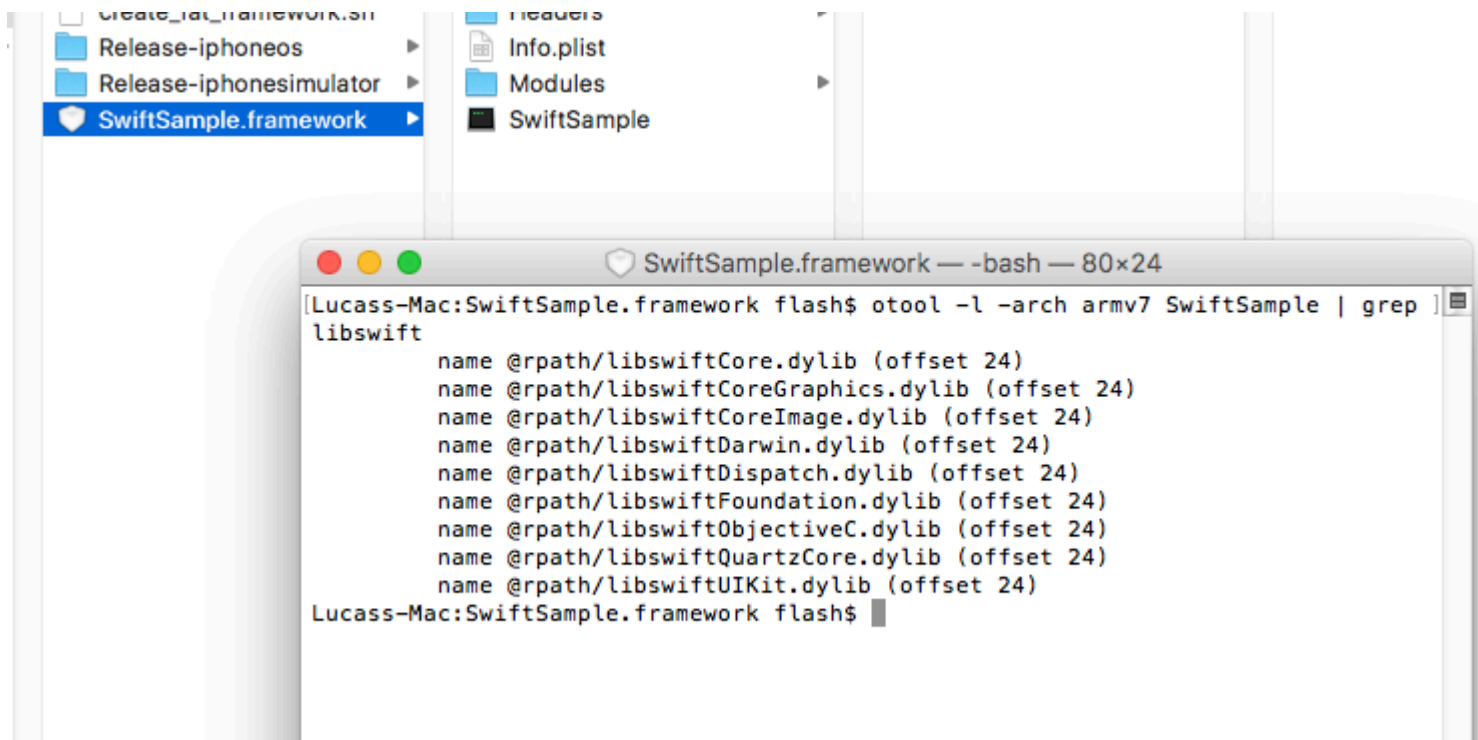 create_fat_framework.sh
Release-iphoneos
Release-iphonesimulator
SwiftSample.framework
Headers
Info.plist
Modules
SwiftSample
SwiftSample.framework — -bash — 80×24
[Lucass-Mac:SwiftSample.framework flash$ otool -l -arch armv7 SwiftSample | grep ]
libswift
name @rpath/libswiftCore.dylib (offset 24)
name @rpath/libswiftCoreGraphics.dylib (offset 24)
name @rpath/libswiftCoreImage.dylib (offset 24)
name @rpath/libswiftDarwin.dylib (offset 24)
name @rpath/libswiftDispatch.dylib (offset 24)
name @rpath/libswiftFoundation.dylib (offset 24)
name @rpath/libswiftObjectiveC.dylib (offset 24)
name @rpath/libswiftQuartzCore.dylib (offset 24)
name @rpath/libswiftUIKit.dylib (offset 24)
Lucass-Mac:SwiftSample.framework flash$